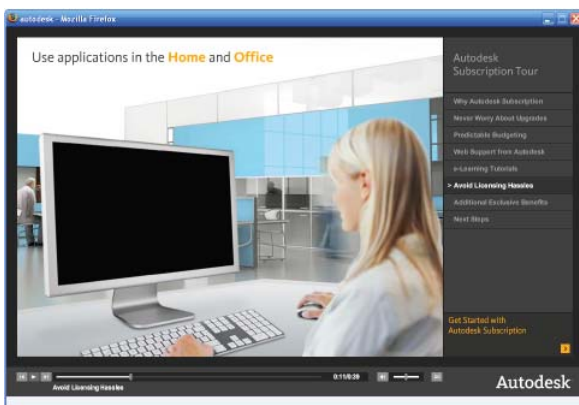 autodesk - Mozilla Firefox
Use applications in the Home and Office
Autodesk
Subscription Tour
Why Autodesk Subscription
Never Worry About Upgrades
Predictable Budgeting
Web Support from Autodesk
e-Learning Tutorials
> Avoid Licensing Hassles
Additional Exclusive Benefits
Next Steps
Get Started with
Autodesk Subscription
0:11/0:39
Avoid Licensing Hassles
Autodesk